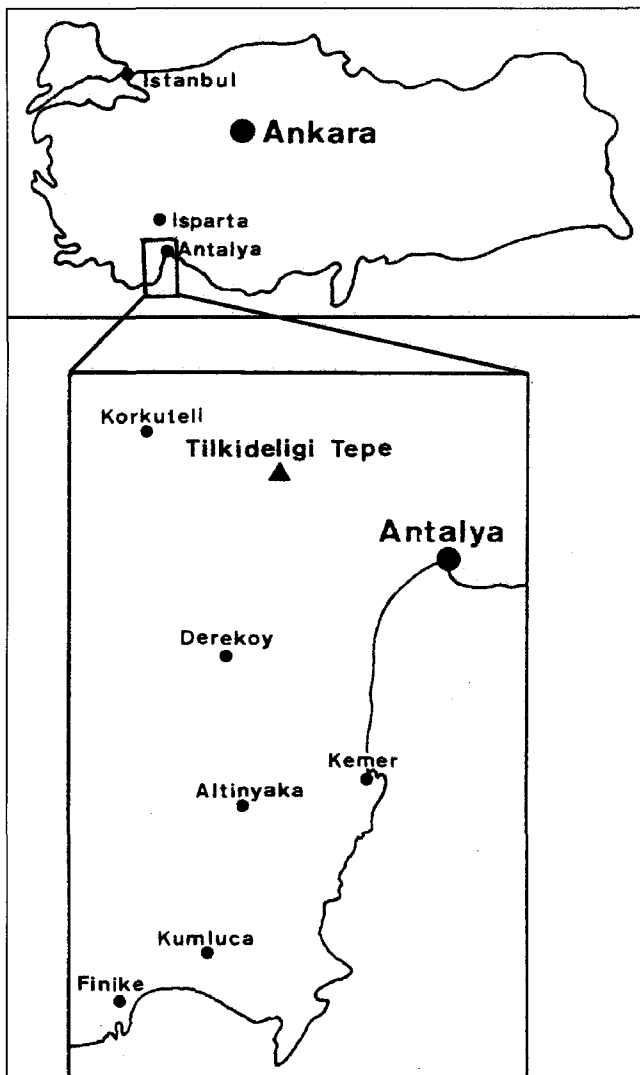 Istanbul
Ankara
Isparta
Antalya
Korkuteli
Tilkideligi Tepe
Antalya
Derekoy
Kemer
Altinyaka
Kumluca
Finike